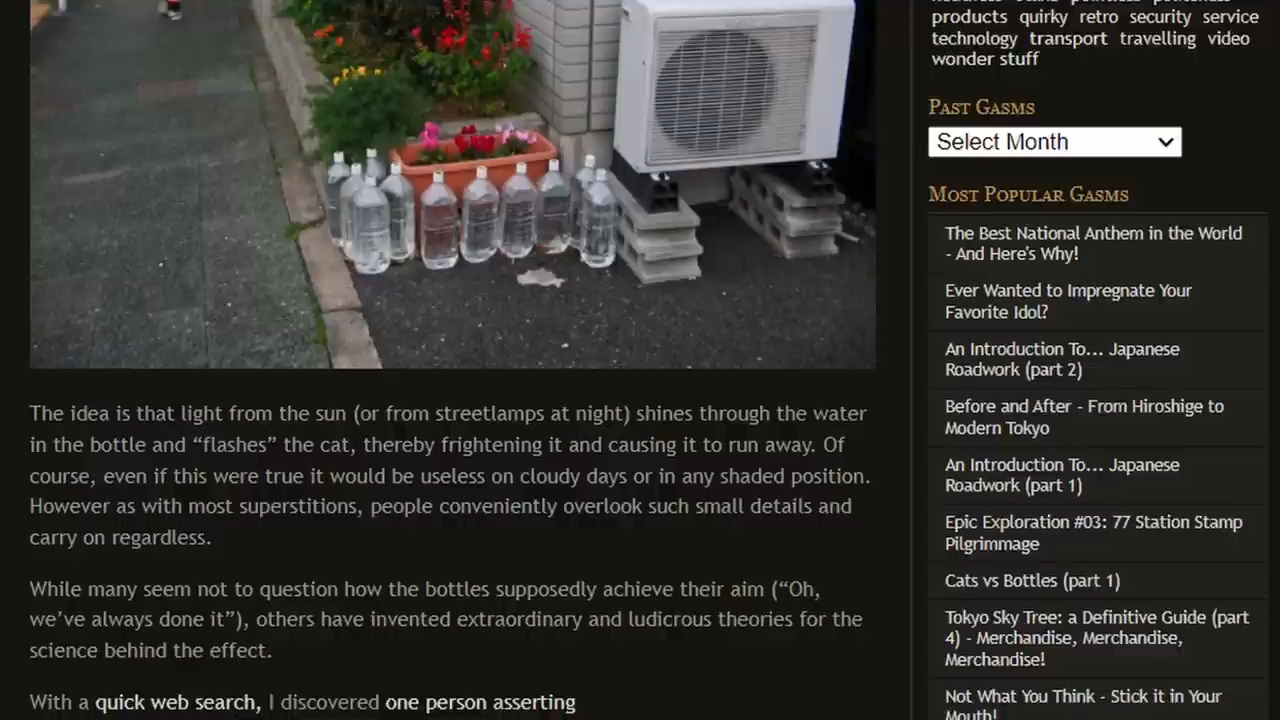 products quirky retro security service
technology transport travelling video
wonder stuff
Past Gasms
Select Month
Most Popular Gasms
The Best National Anthem in the World
- And Here's Why!
Ever Wanted to Impregnate Your
Favorite Idol?
An Introduction To... Japanese
Roadwork (part 2)
Before and After - From Hiroshige to
Modern Tokyo
An Introduction To... Japanese
Roadwork (part 1)
Epic Exploration #03: 77 Station Stamp
Pilgrimmage
Cats vs Bottles (part 1)
Tokyo Sky Tree: a Definitive Guide (part
4) - Merchandise, Merchandise,
Merchandise!
Not What You Think - Stick it in Your
Mouth!
The idea is that light from the sun (or from streetlamps at night) shines through the water
in the bottle and “flashes” the cat, thereby frightening it and causing it to run away. Of
course, even if this were true it would be useless on cloudy days or in any shaded position.
However as with most superstitions, people conveniently overlook such small details and
carry on regardless.
While many seem not to question how the bottles supposedly achieve their aim (“Oh,
we’ve always done it”), others have invented extraordinary and ludicrous theories for the
science behind the effect.
With a quick web search, I discovered one person asserting